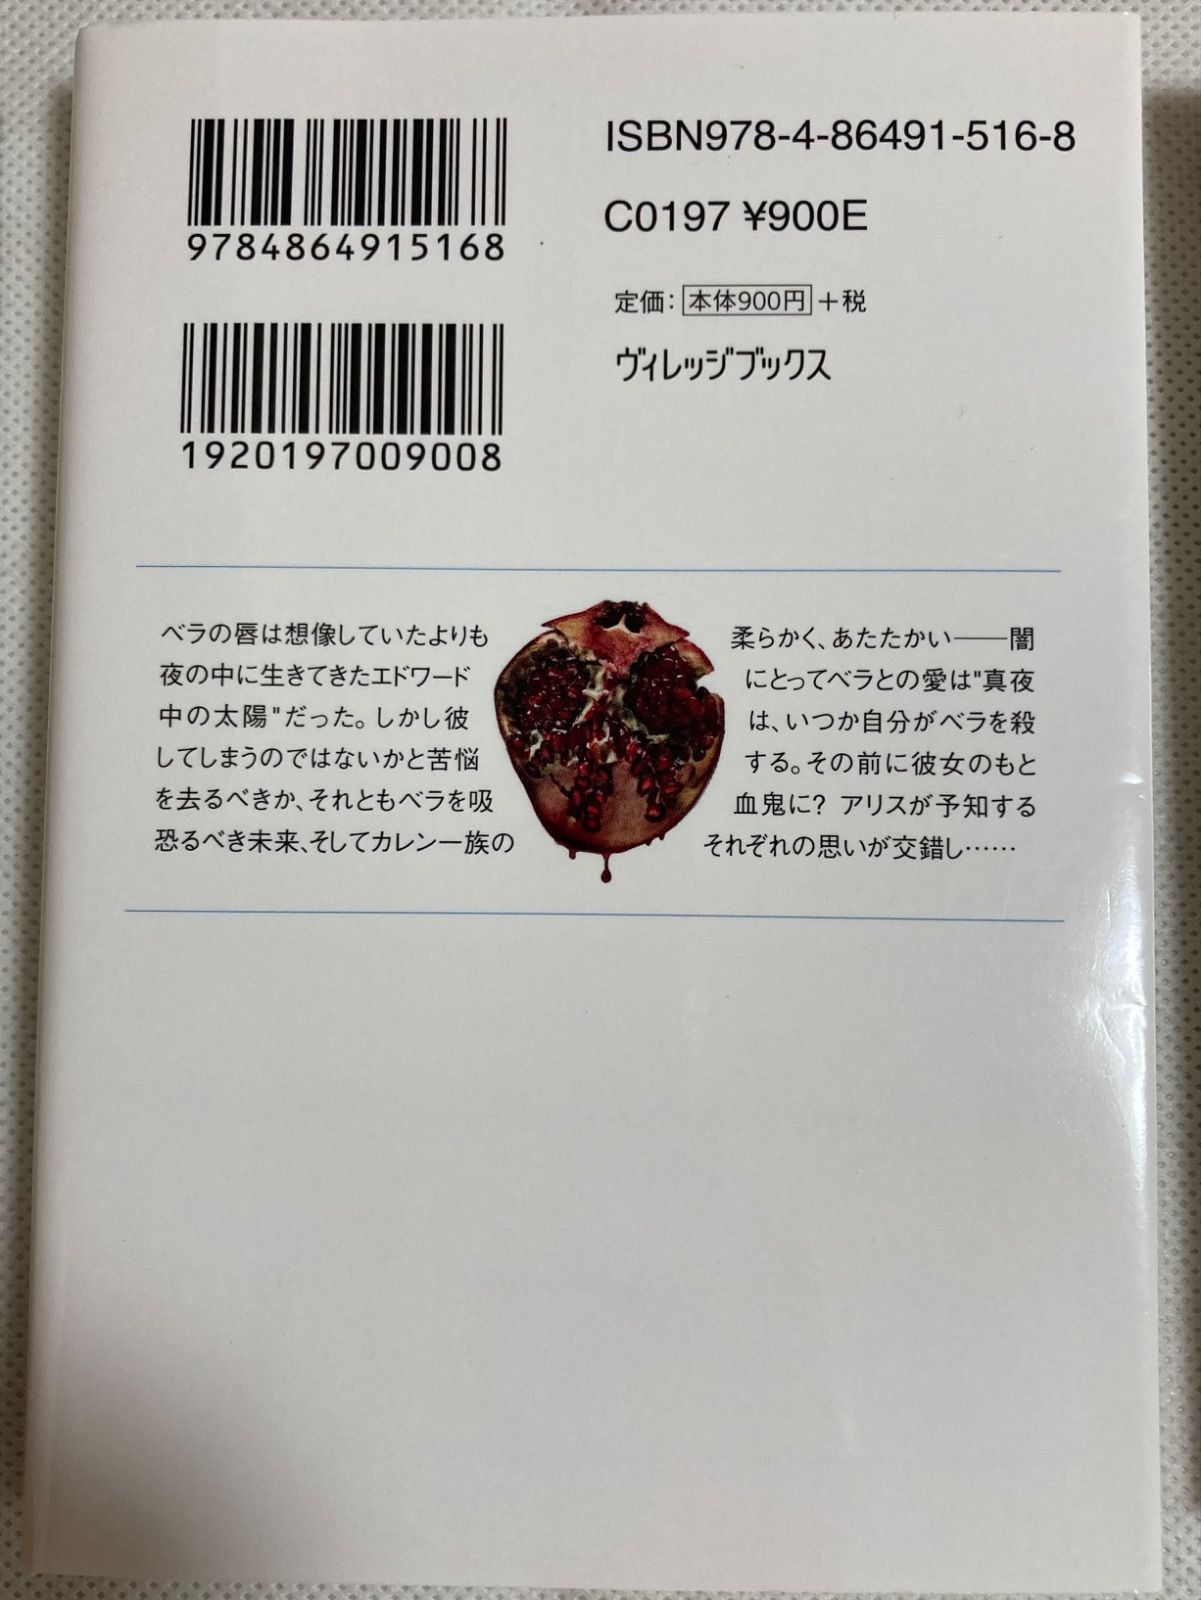 9784864915168
ISBN978-4-86491-516-8
C0197 ¥900E
定価：本体900円＋税
ヴィレッジブックス
1920197009008
ベラの唇は想像していたよりも柔らかく、あたたかい――闇
夜の中に生きてきたエドワードにとってベラとの愛は"真夜
中の太陽"だった。しかし彼は、いつか自分がベラを殺
してしまうのではないかと苦悩する。その前に彼女のもと
を去るべきか、それともベラを吸血鬼に？ アリスが予知する
恐るべき未来、そしてカレン一族のそれぞれの思いが交錯し……